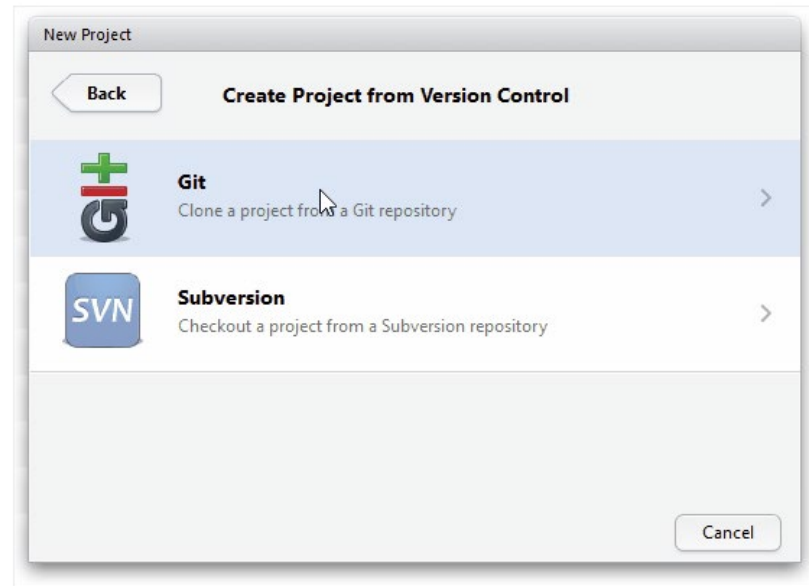 New Project
Back
Create Project from Version Control
Git
Clone a project from a Git repository
SVN
Subversion
Checkout a project from a Subversion repository
Cancel